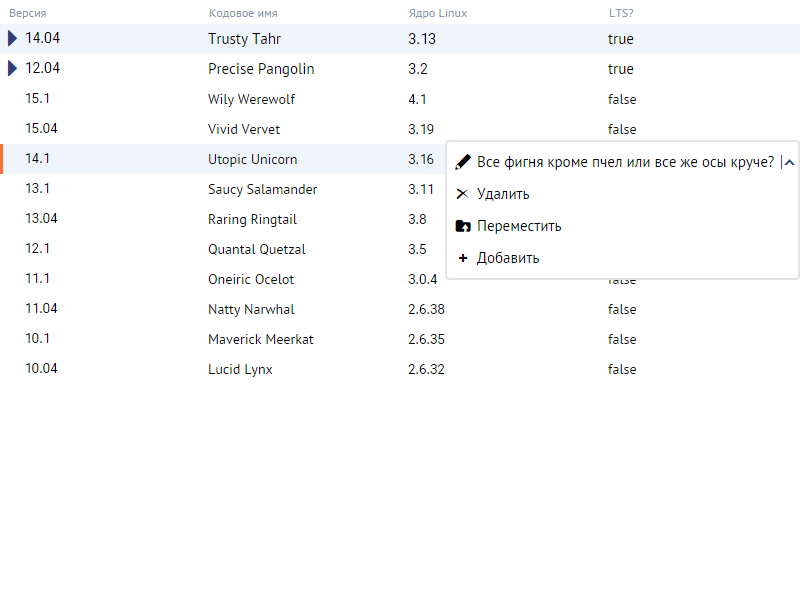 Версия Кодовое имя Ядро Linux LTS?
14.04 Trusty Tahr 3.13 true
12.04 Precise Pangolin 3.2 true
15.1 Wily Werewolf 4.1 false
15.04 Vivid Vervet 3.19 false
14.1 Utopic Unicorn 3.16
Все фигня кроме пчел или все же осы круче?
13.1 Saucy Salamander 3.11
Удалить
13.04 Raring Ringtail 3.8
Переместить
12.1 Quantal Quetzal 3.5
Добавить
11.1 Oneiric Ocelot 3.0.4 false
11.04 Natty Narwhal 2.6.38 false
10.1 Maverick Meerkat 2.6.35 false
10.04 Lucid Lynx 2.6.32 false